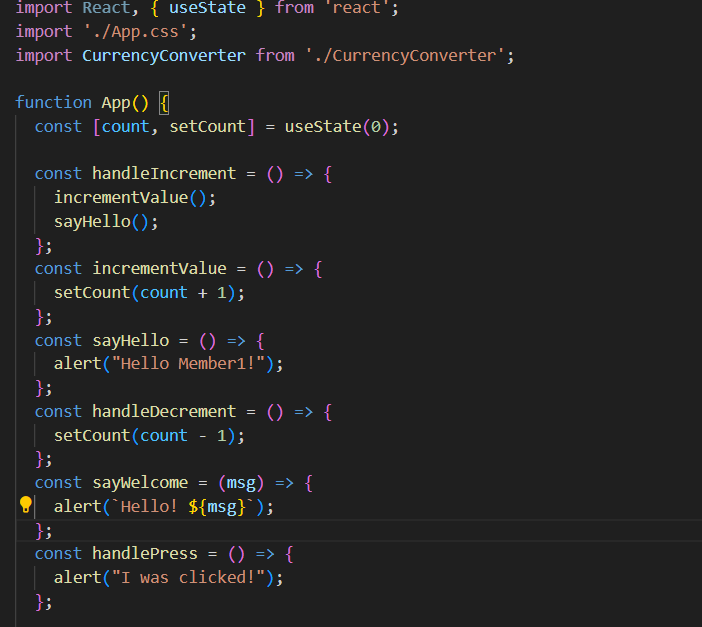 import React, { useState } from 'react';
import './App.css';
import CurrencyConverter from './CurrencyConverter';

function App() {
  const [count, setCount] = useState(0);

  const handleIncrement = () => {
    incrementValue();
    sayHello();
  };
  const incrementValue = () => {
    setCount(count + 1);
  };
  const sayHello = () => {
    alert("Hello Member1!");
  };
  const handleDecrement = () => {
    setCount(count - 1);
  };
  const sayWelcome = (msg) => {
    alert(`Hello! ${msg}`);
  };
  const handlePress = () => {
    alert("I was clicked!");
  };